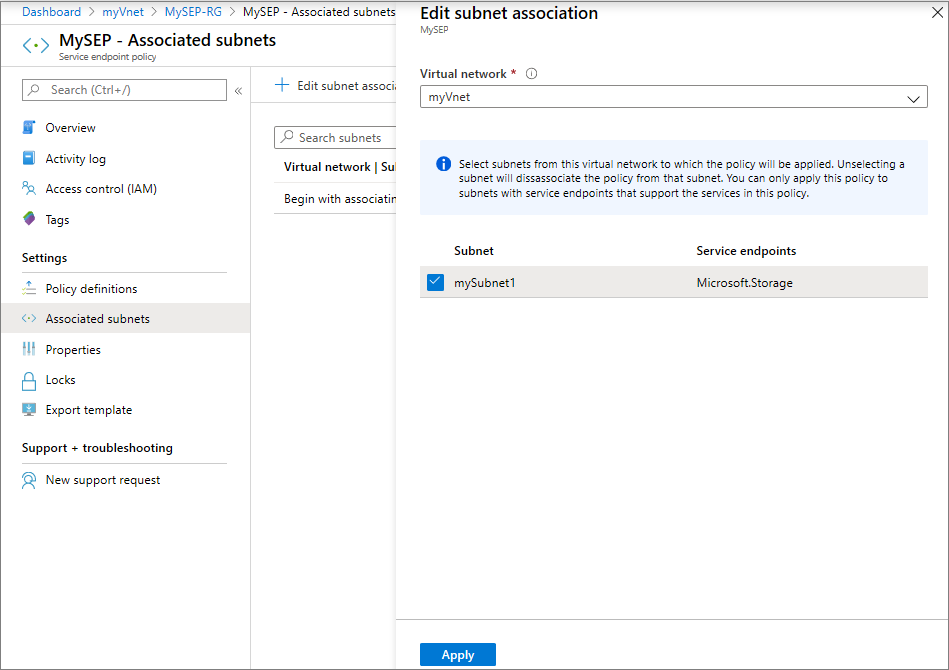 Dashboard > myVnet > MySEP-RG > MySEP - Associated subnets
MySEP - Associated subnets
Service endpoint policy
Search (Ctrl+/)
«
Overview
Activity log
Access control (IAM)
Tags
Settings
Policy definitions
Associated subnets
Properties
Locks
Export template
Support + troubleshooting
New support request
+ Edit subnet associa
Search subnets
Virtual network | Su
Begin with associatin
Edit subnet association
MySEP
Virtual network *
myVnet
Select subnets from this virtual network to which the policy will be applied. Unselecting a
subnet will dissassociate the policy from that subnet. You can only apply this policy to
subnets with service endpoints that support the services in this policy.
Subnet Service endpoints
mySubnet1 Microsoft.Storage
Apply